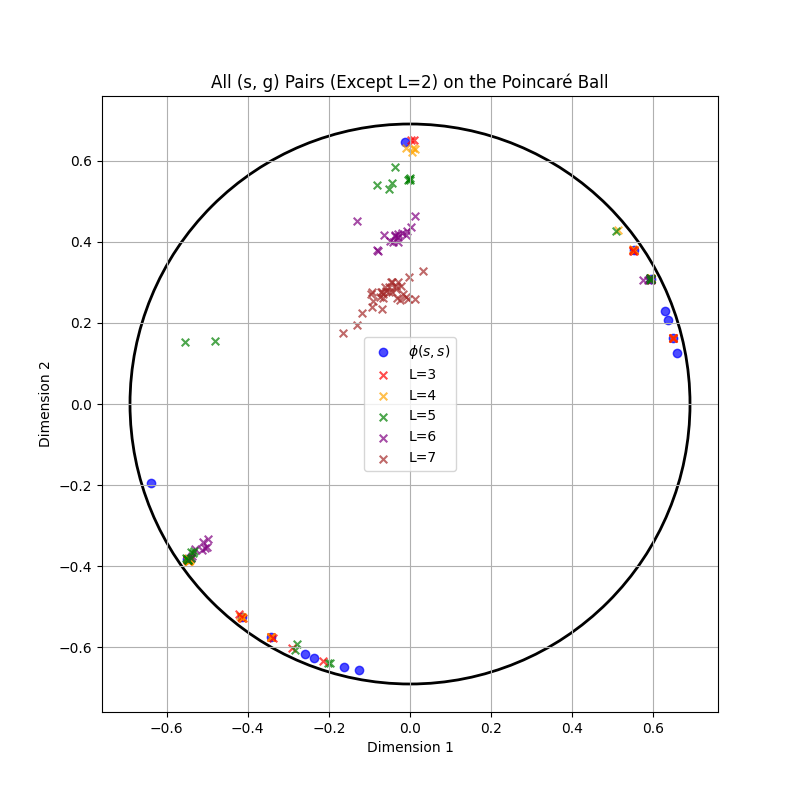 All (s, g) Pairs (Except L=2) on the Poincaré Ball
Dimension 2
0.6
0.4
0.2
0.0
−0.2
−0.4
−0.6
ϕ(s, s)
L=3
L=4
L=5
L=6
L=7
−0.6 −0.4 −0.2 0.0 0.2 0.4 0.6
Dimension 1